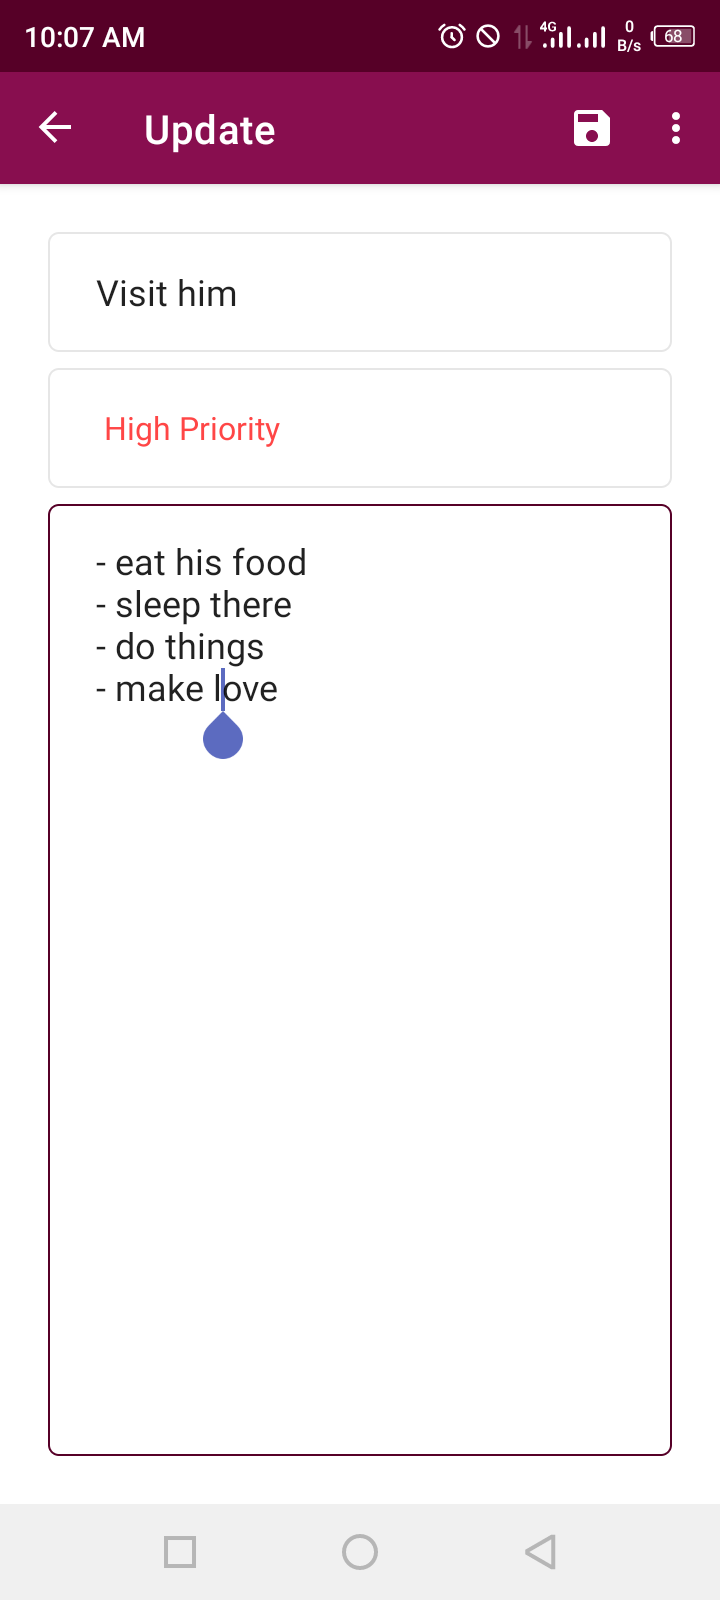 10:07 AM
4G
0
B/s
68
Update
Visit him
High Priority
- eat his food
- sleep there
- do things
- make love